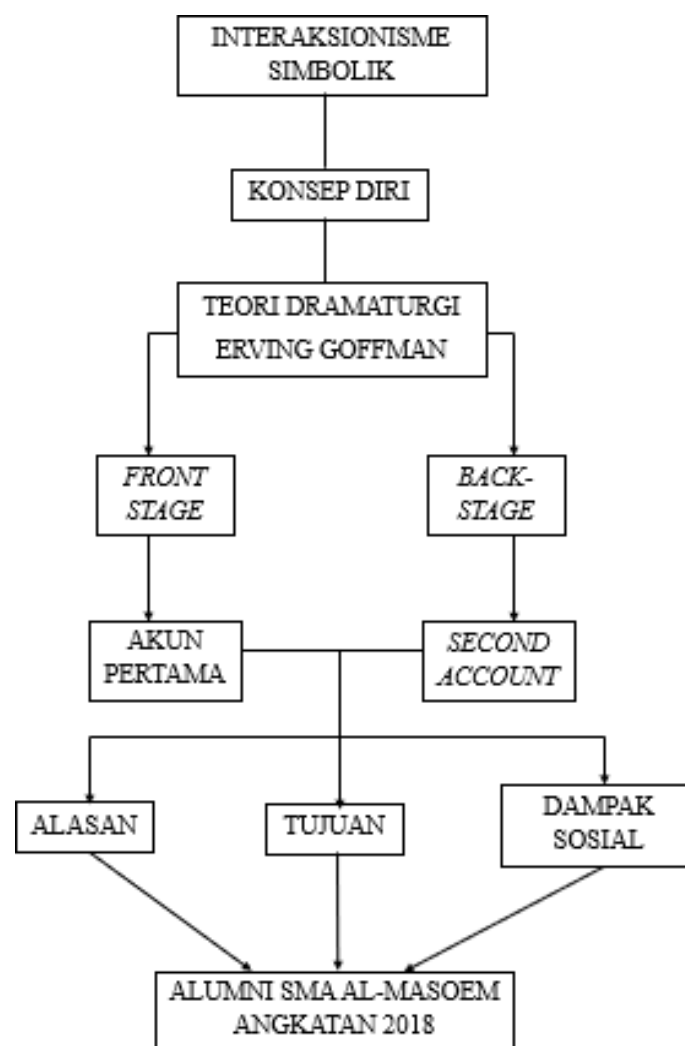 INTERAKSIONISME
SIMBOLIK
KONSEP DIRI
TEORI DRAMATURGI
ERVING GOFFMAN
FRONT
STAGE
BACK-
STAGE
AKUN
PERTAMA
SECOND
ACCOUNT
ALASAN
TUJUAN
DAMPAK
SOSIAL
ALUMNI SMA AL-MASOEM
ANGKATAN 2018